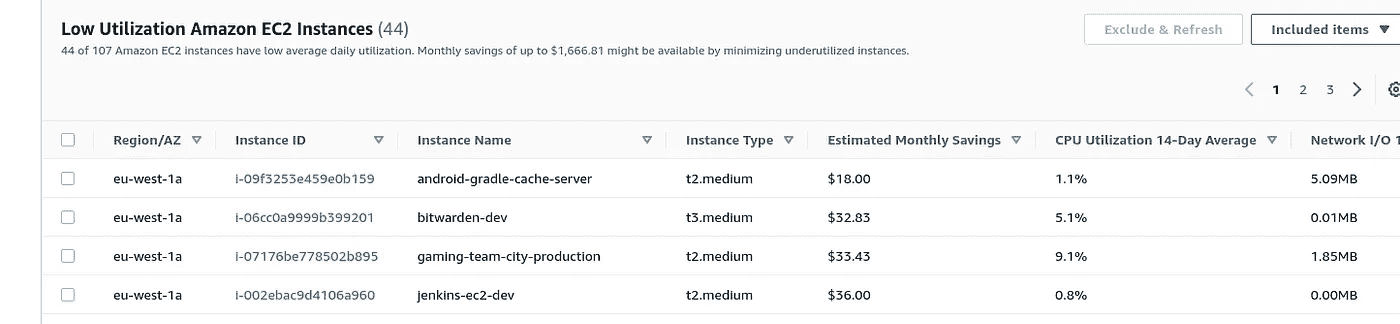 Low Utilization Amazon EC2 Instances (44)
Exclude & Refresh
Included items
44 of 107 Amazon EC2 instances have low average daily utilization. Monthly savings of up to $1,666.81 might be available by minimizing underutilized instances.
1 2 3
Region/AZ Instance ID Instance Name Instance Type Estimated Monthly Savings CPU Utilization 14-Day Average Network I/O 1
eu-west-1a i-09f3253e459e0b159 android-gradle-cache-server t2.medium $18.00 1.1% 5.09MB
eu-west-1a i-06cc0a9999b399201 bitwarden-dev t3.medium $32.83 5.1% 0.01MB
eu-west-1a i-07176be778502b895 gaming-team-city-production t2.medium $33.43 9.1% 1.85MB
eu-west-1a i-002ebac9d4106a960 jenkins-ec2-dev t2.medium $36.00 0.8% 0.00MB